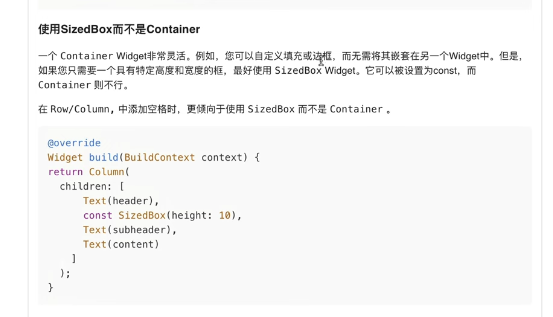 使用SizedBox而不是Container
一个 Container Widget非常灵活。例如，您可以自定义填充或边框，而无需将其嵌套在另一个Widget中。但是，
如果您只需要一个具有特定高度和宽度的框，最好使用 SizedBox Widget。它可以被设置为const，而
Container 则不行。
在 Row/Column, 中添加空格时，更倾向于使用 SizedBox 而不是 Container 。
@override
Widget build(BuildContext context) {
return Column(
  children: [
      Text(header),
      const SizedBox(height: 10),
      Text(subheader),
      Text(content)
    ]
  );
}